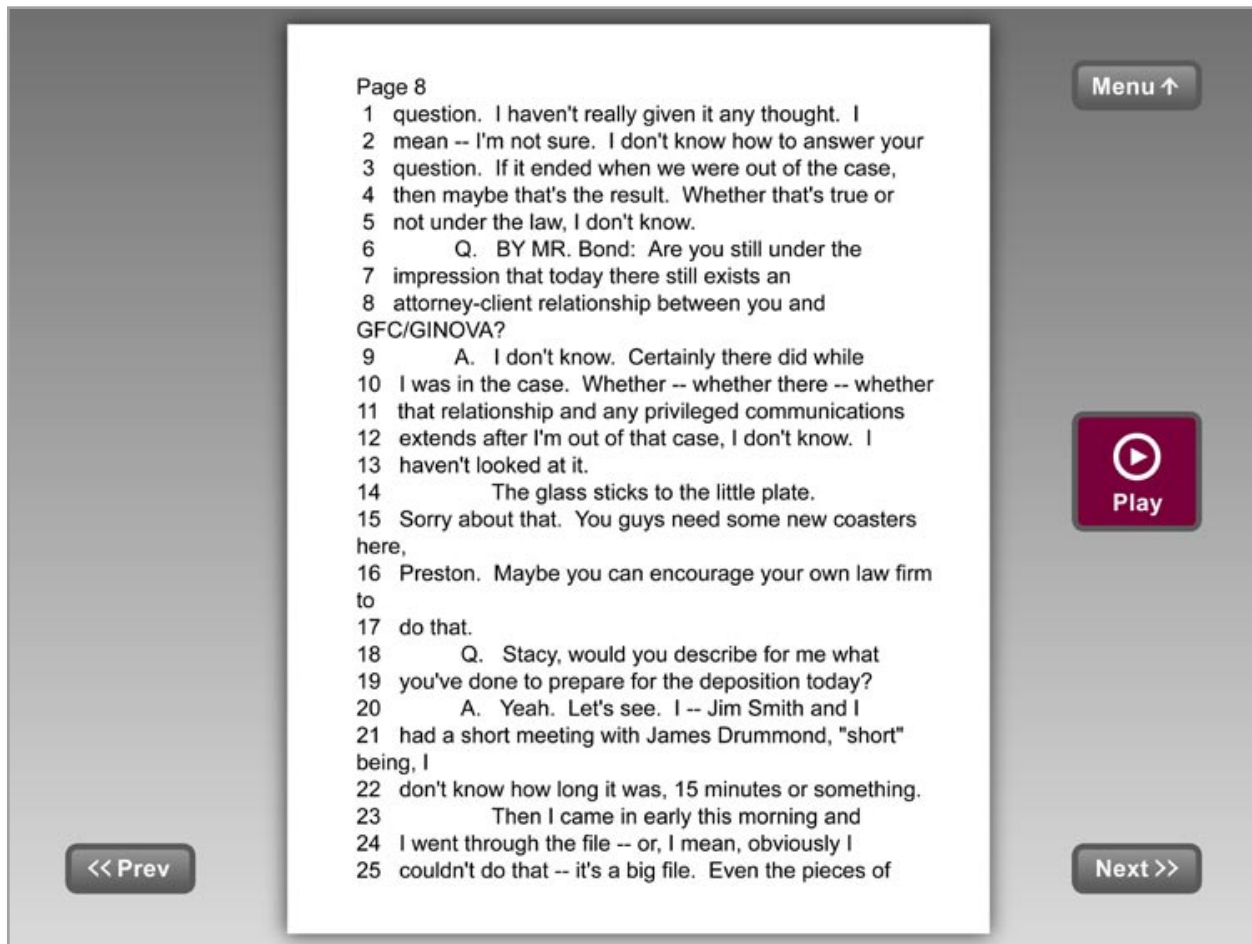 Page 8
1 question. I haven't really given it any thought. I
2 mean -- I'm not sure. I don't know how to answer your
3 question. If it ended when we were out of the case,
4 then maybe that's the result. Whether that's true or
5 not under the law, I don't know.
6 Q. BY MR. Bond: Are you still under the
7 impression that today there still exists an
8 attorney-client relationship between you and
GFC/GINOVA?
9 A. I don't know. Certainly there did while
10 I was in the case. Whether -- whether there -- whether
11 that relationship and any privileged communications
12 extends after I'm out of that case, I don't know. I
13 haven't looked at it.
14 The glass sticks to the little plate.
15 Sorry about that. You guys need some new coasters
here,
16 Preston. Maybe you can encourage your own law firm
to
17 do that.
18 Q. Stacy, would you describe for me what
19 you've done to prepare for the deposition today?
20 A. Yeah. Let's see. I -- Jim Smith and I
21 had a short meeting with James Drummond, "short"
being, I
22 don't know how long it was, 15 minutes or something.
23 Then I came in early this morning and
24 I went through the file -- or, I mean, obviously I
25 couldn't do that -- it's a big file. Even the pieces of
Menu ↑
Play
<< Prev
Next >>